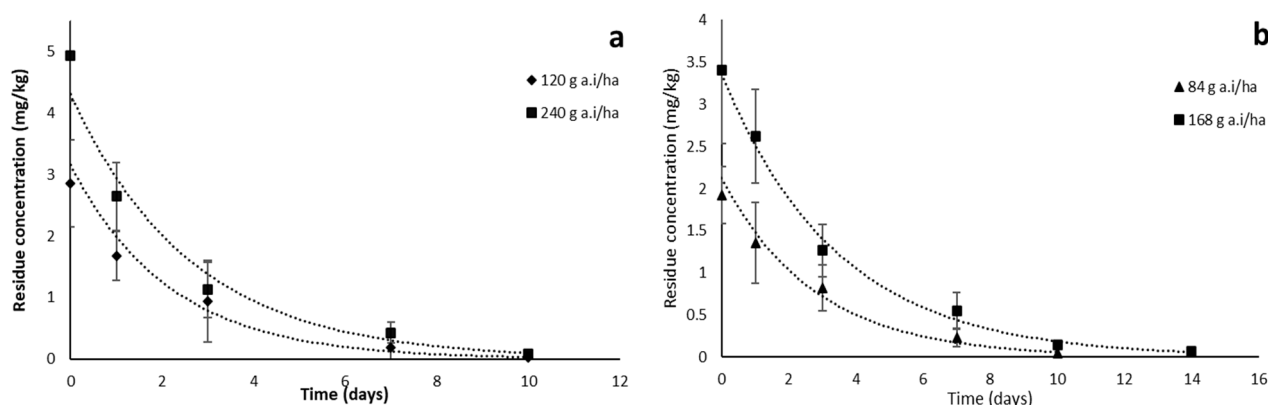 a
Residue concentration (mg/kg)
5
4
3
2
1
0
120 g a.i/ha
240 g a.i/ha
0 2 4 6 8 10 12
Time (days)
b
Residue concentration (mg/kg)
4
3.5
3
2.5
2
1.5
1
0.5
0
84 g a.i/ha
168 g a.i/ha
0 2 4 6 8 10 12 14 16
Time (days)